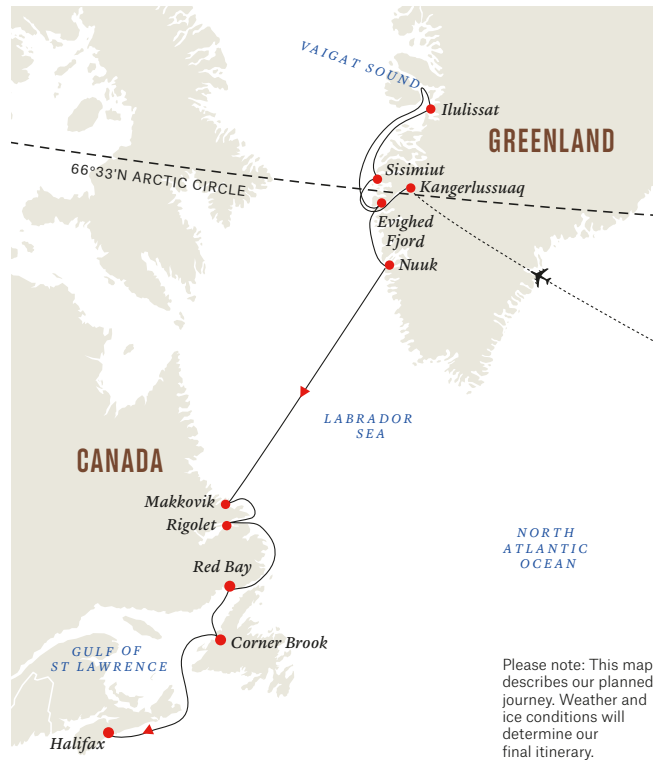 VAIGAT SOUND
Ilulissat
GREENLAND
Sisimiut
66°33'N ARCTIC CIRCLE
Kangerlussuaq
Evighed
Fjord
Nuuk
LABRADOR
SEA
CANADA
Makkovik
Rigolet
NORTH
ATLANTIC
OCEAN
Red Bay
Corner Brook
GULF OF
ST LAWRENCE
Please note: This map
describes our planned
journey. Weather and
ice conditions will
determine our
final itinerary.
Halifax